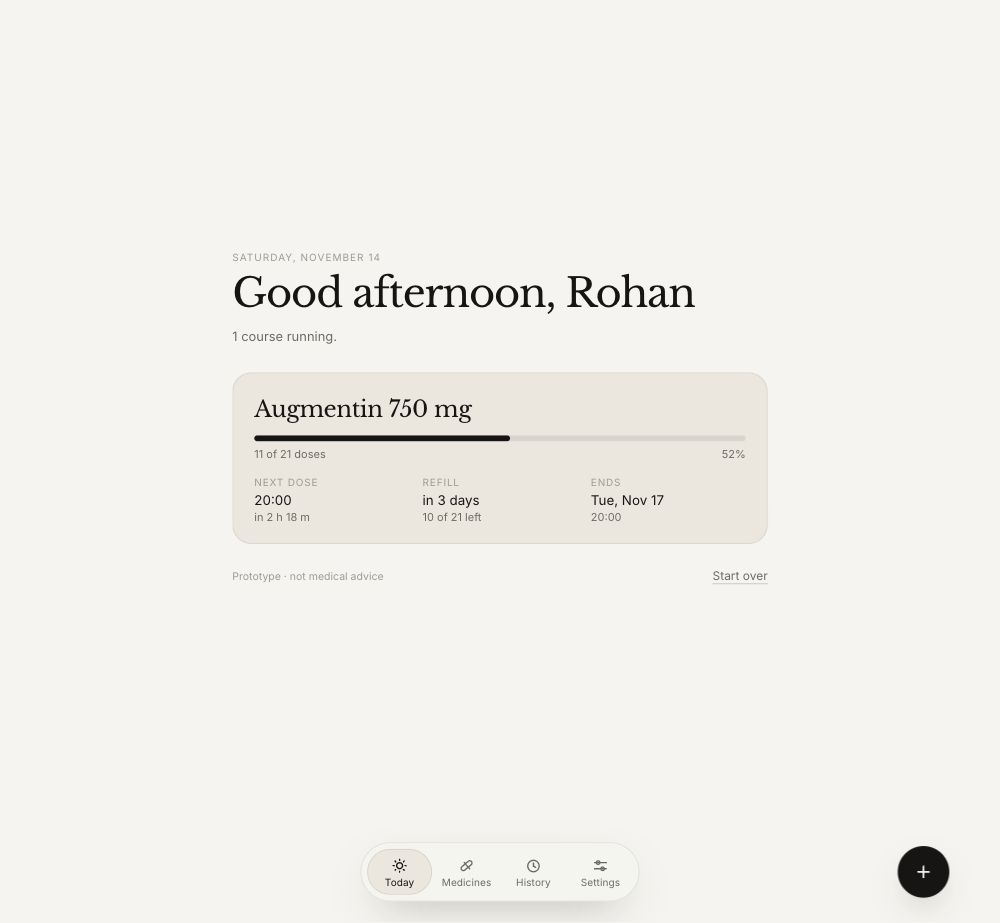 SATURDAY, NOVEMBER 14
Good afternoon, Rohan
1 course running.
Augmentin 750 mg
11 of 21 doses 52%
NEXT DOSE REFILL ENDS
20:00 in 3 days Tue, Nov 17
in 2 h 18 m 10 of 21 left 20:00
Prototype · not medical advice Start over
Today Medicines History Settings